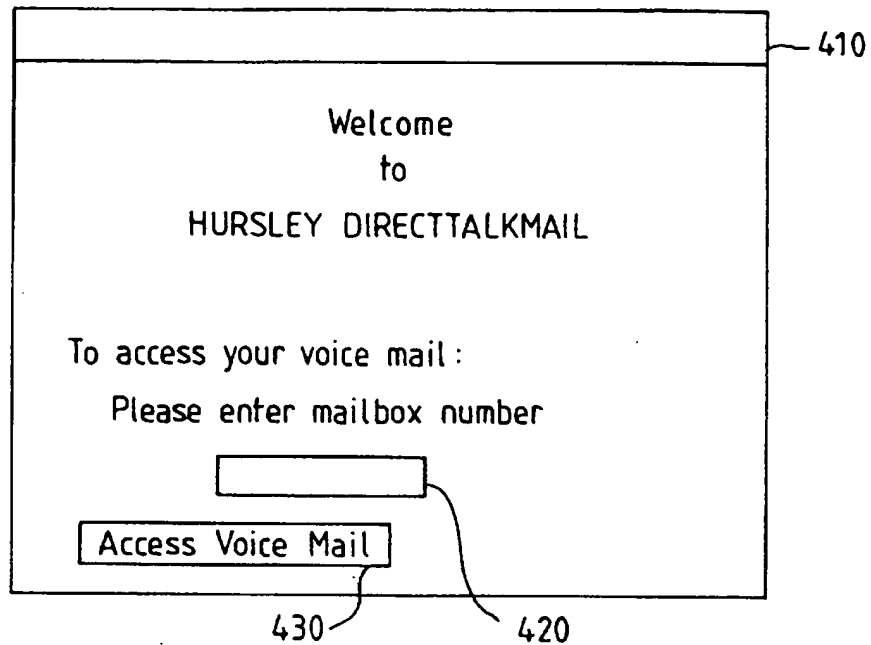 410
Welcome
to
HURSLEY DIRECTTALKMAIL
To access your voice mail:
Please enter mailbox number
Access Voice Mail
430
420